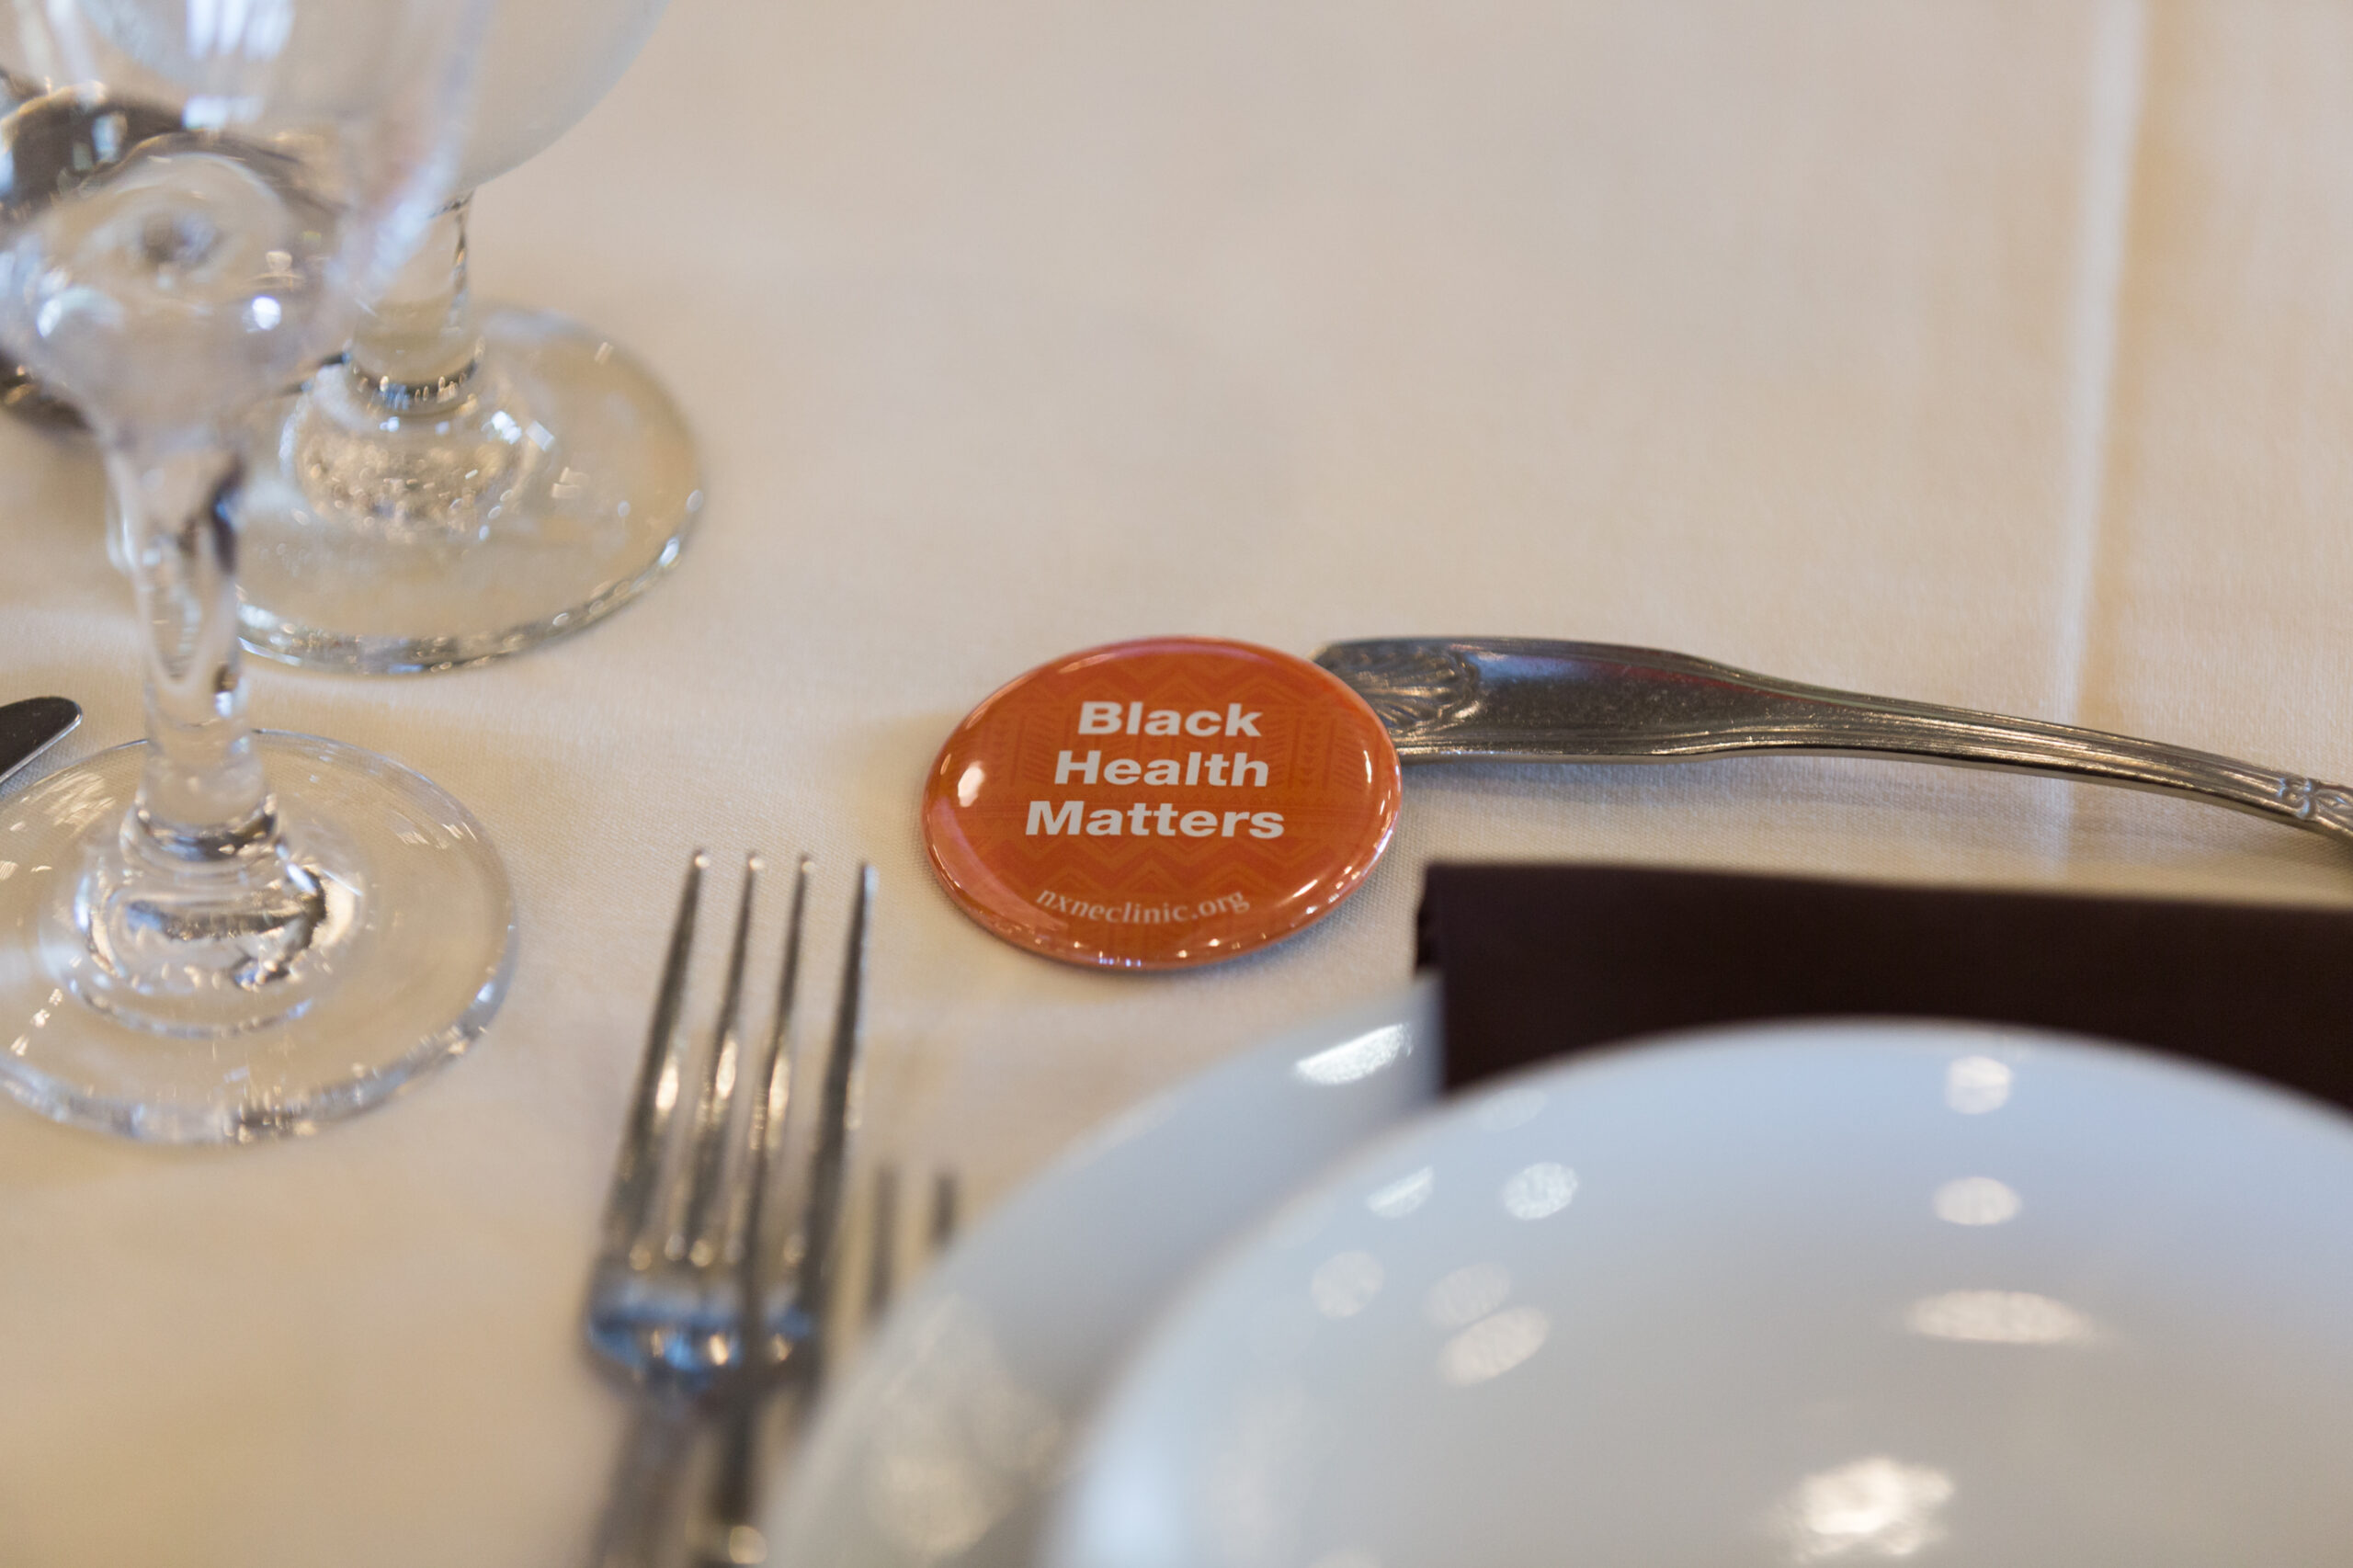 Black
Health
Matters
nxneclinic.org